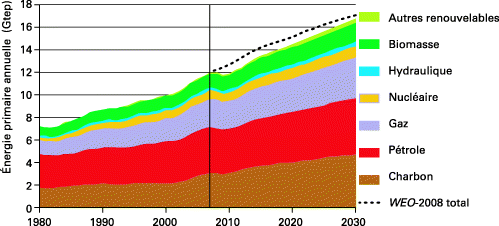 Énergie primaire annuelle (Gtep)
18
16
14
12
10
8
6
4
2
0
1980
1990
2000
2010
2020
2030
Autres renouvelables
Biomasse
Hydraulique
Nucléaire
Gaz
Pétrole
Charbon
WEO-2008 total